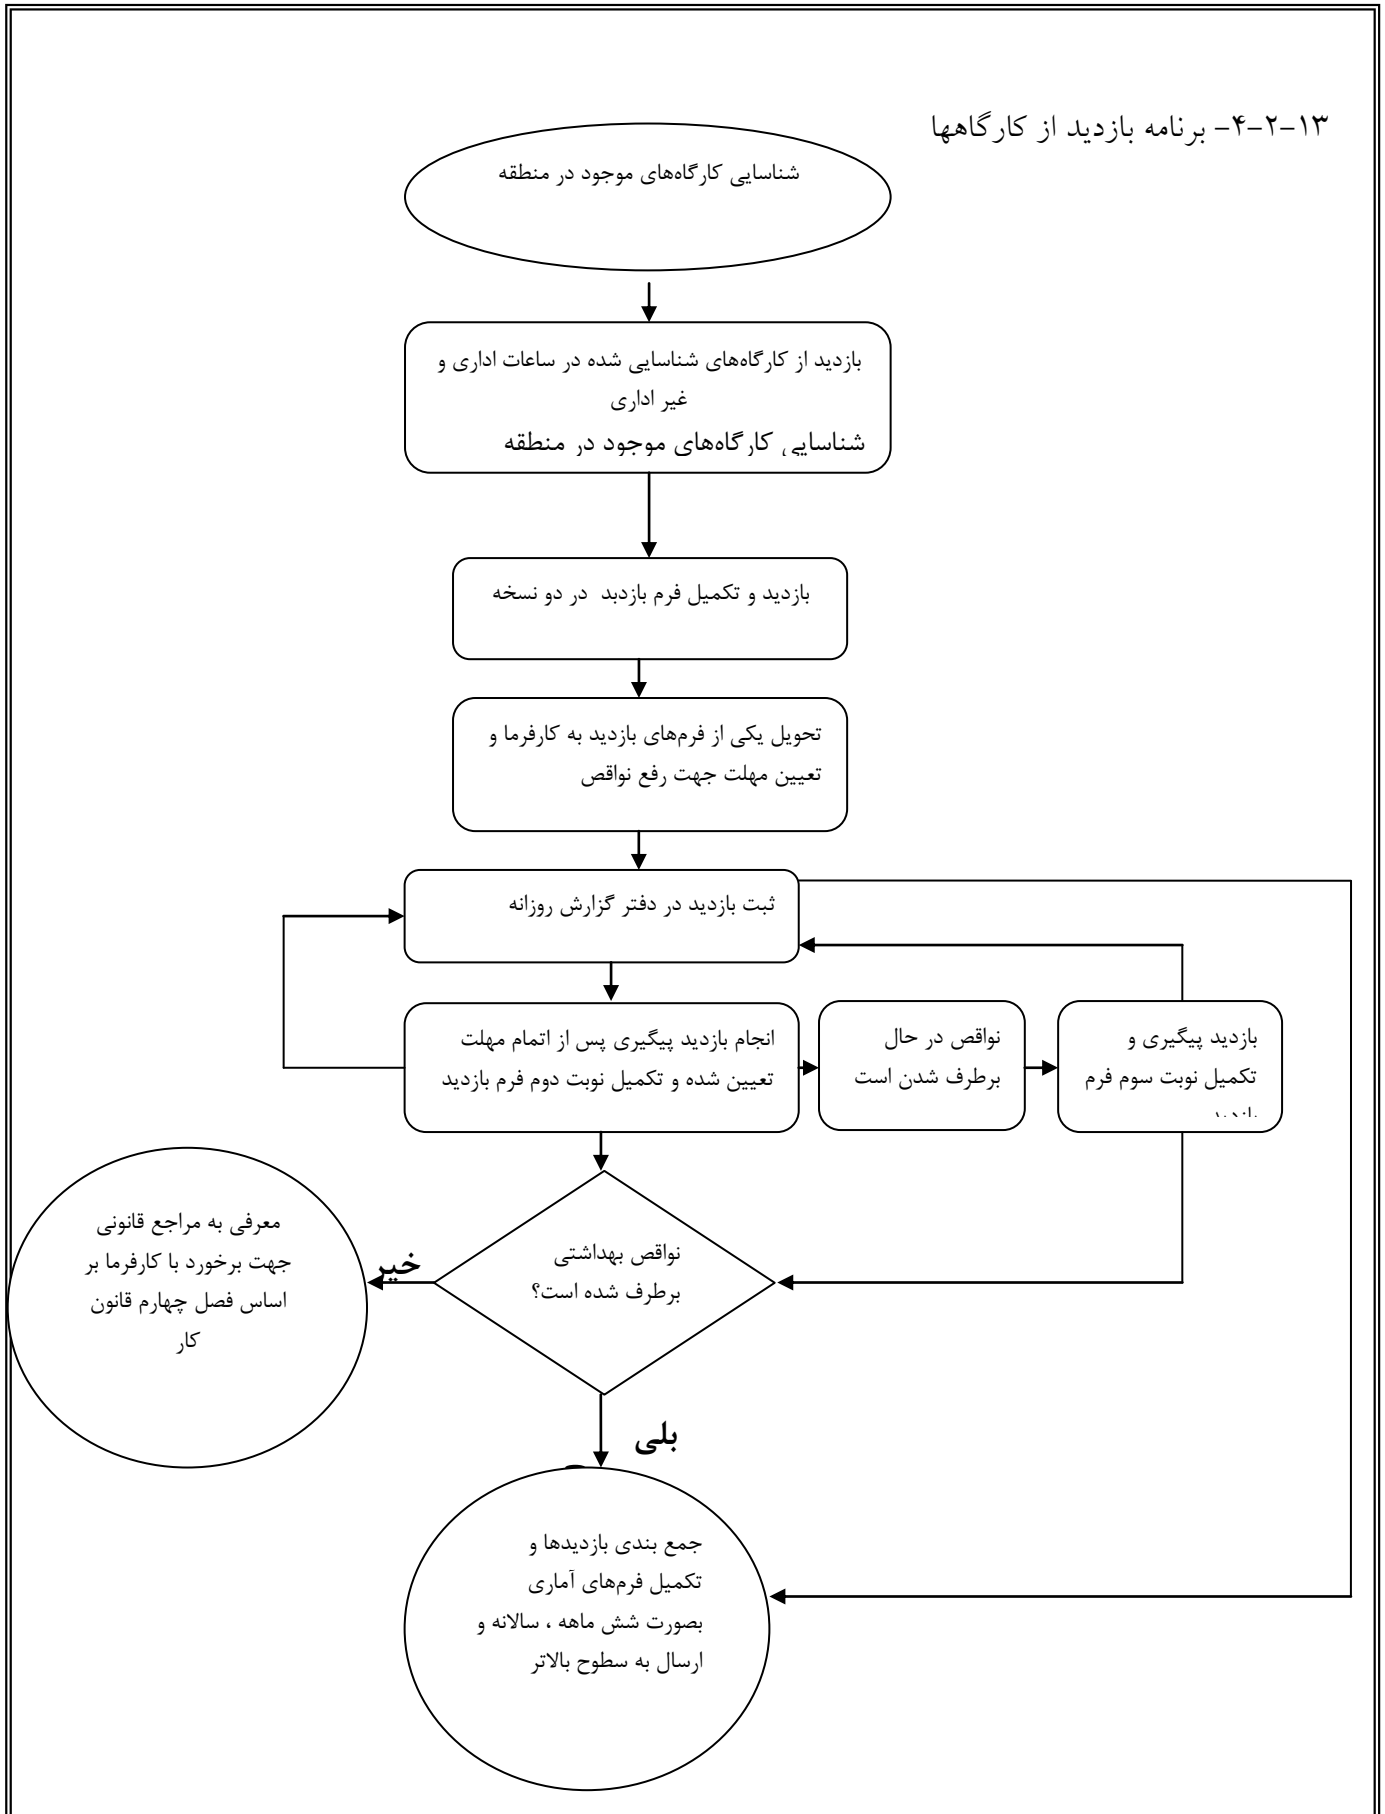 ۴-۲-۱۳- برنامه بازدید از کارگاهها
شناسایی کارگاه‌های موجود در منطقه
بازدید از کارگاه‌های شناسایی شده در ساعات اداری و
غیر اداری
شناسایی کارگاه‌های موجود در منطقه
بازدید و تکمیل فرم بازدبد در دو نسخه
تحویل یکی از فرم‌های بازدید به کارفرما و
تعیین مهلت جهت رفع نواقص
ثبت بازدید در دفتر گزارش روزانه
انجام بازدید پیگیری پس از اتمام مهلت
تعیین شده و تکمیل نوبت دوم فرم بازدید
نواقص در حال
برطرف شدن است
بازدید پیگیری و
تکمیل نوبت سوم فرم
بازدید
نواقص بهداشتی
برطرف شده است؟
خیر
معرفی به مراجع قانونی
جهت برخورد با کارفرما بر
اساس فصل چهارم قانون
کار
بلی
جمع بندی بازدیدها و
تکمیل فرم‌های آماری
بصورت شش ماهه ، سالانه و
ارسال به سطوح بالاتر